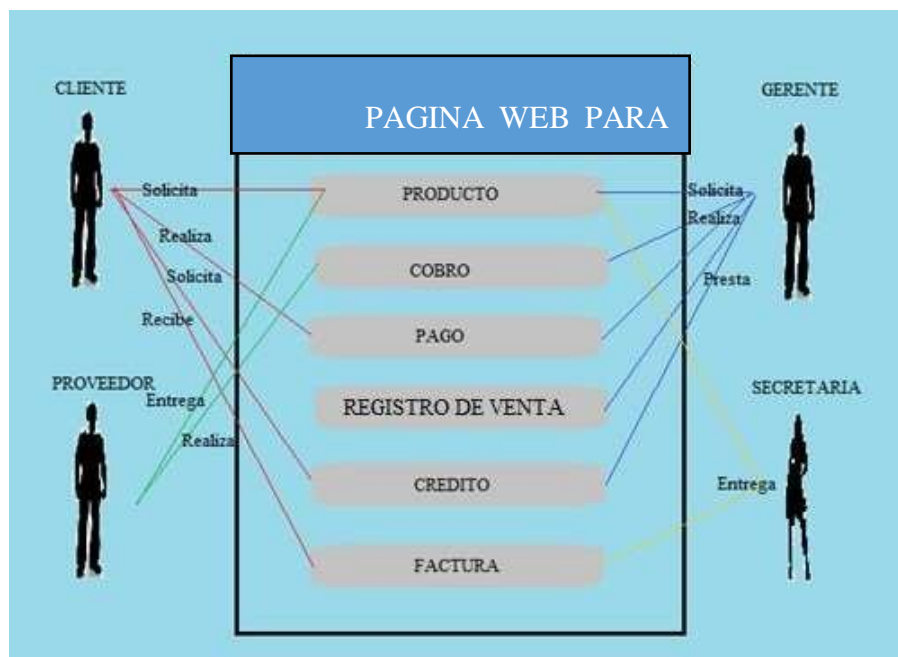 PAGINA WEB PARA
CLIENTE
GERENTE
Solicita
PRODUCTO
Solicita
Realiza
Realiza
Solicita
COBRO
Presta
Recibe
PAGO
PROVEEDOR
SECRETARIA
Entrega
REGISTRO DE VENTA
Realiza
CREDITO
Entrega
FACTURA